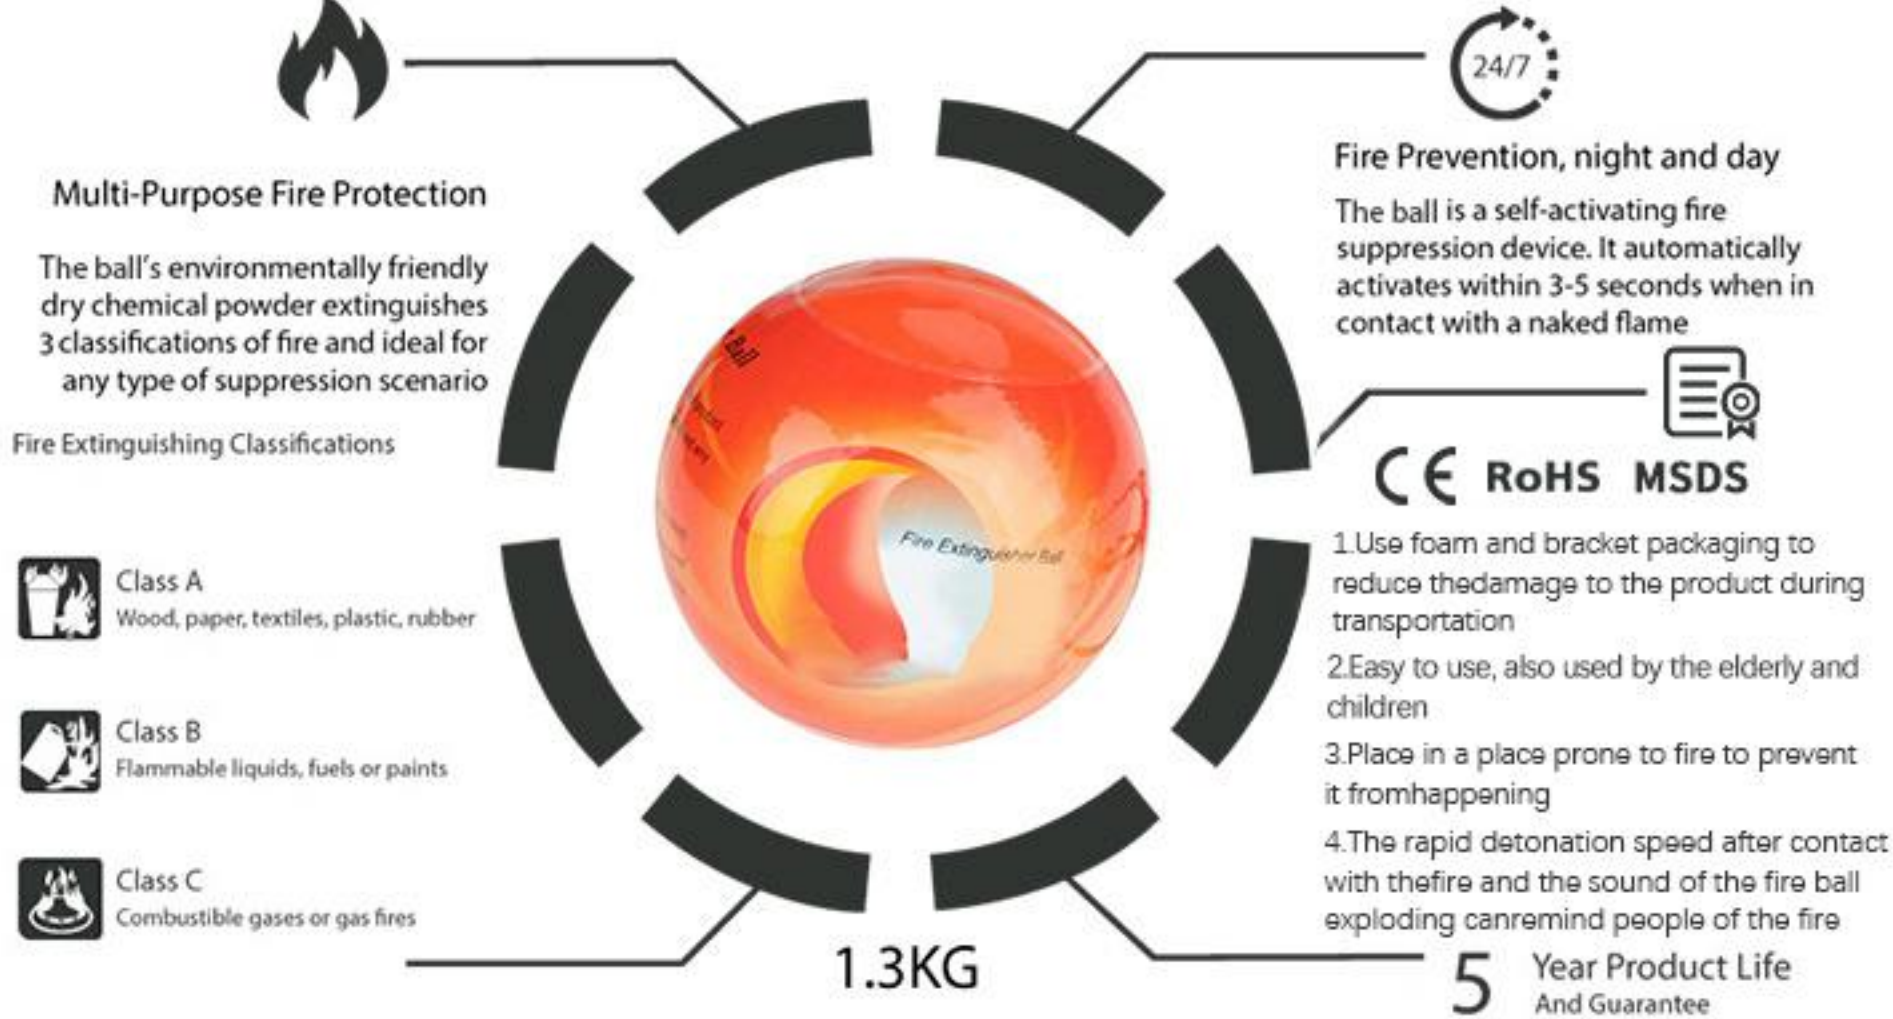 Multi-Purpose Fire Protection
The ball's environmentally friendly
dry chemical powder extinguishes
3 classifications of fire and ideal for
any type of suppression scenario
Fire Extinguishing Classifications
Class A
Wood, paper, textiles, plastic, rubber
Class B
Flammable liquids, fuels or paints
Class C
Combustible gases or gas fires
Ball
Fire Extinguisher Ball
1.3KG
24/7
Fire Prevention, night and day
The ball is a self-activating fire
suppression device. It automatically
activates within 3-5 seconds when in
contact with a naked flame
CE RoHS MSDS
1.Use foam and bracket packaging to
reduce thedamage to the product during
transportation
2.Easy to use, also used by the elderly and
children
3.Place in a place prone to fire to prevent
it fromhappening
4.The rapid detonation speed after contact
with thefire and the sound of the fire ball
exploding canremind people of the fire
5 Year Product Life
And Guarantee